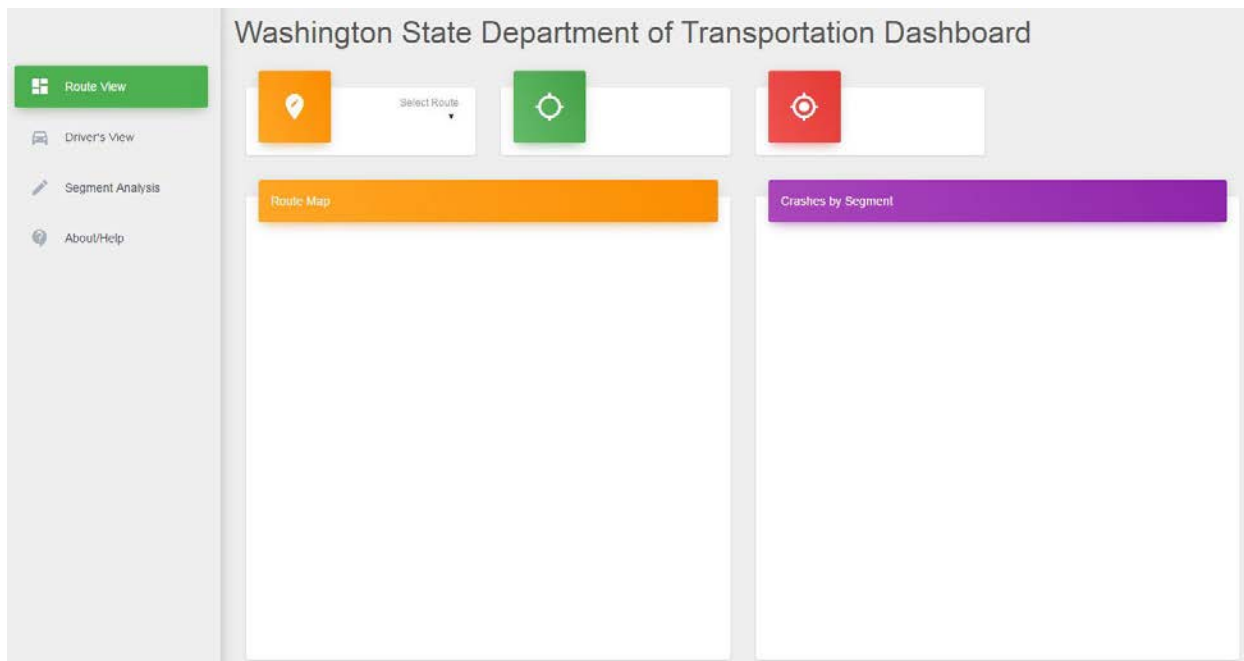 Washington State Department of Transportation Dashboard
Route View
Driver's View
Segment Analysis
About/Help
Select Route
Route Map
Crashes by Segment